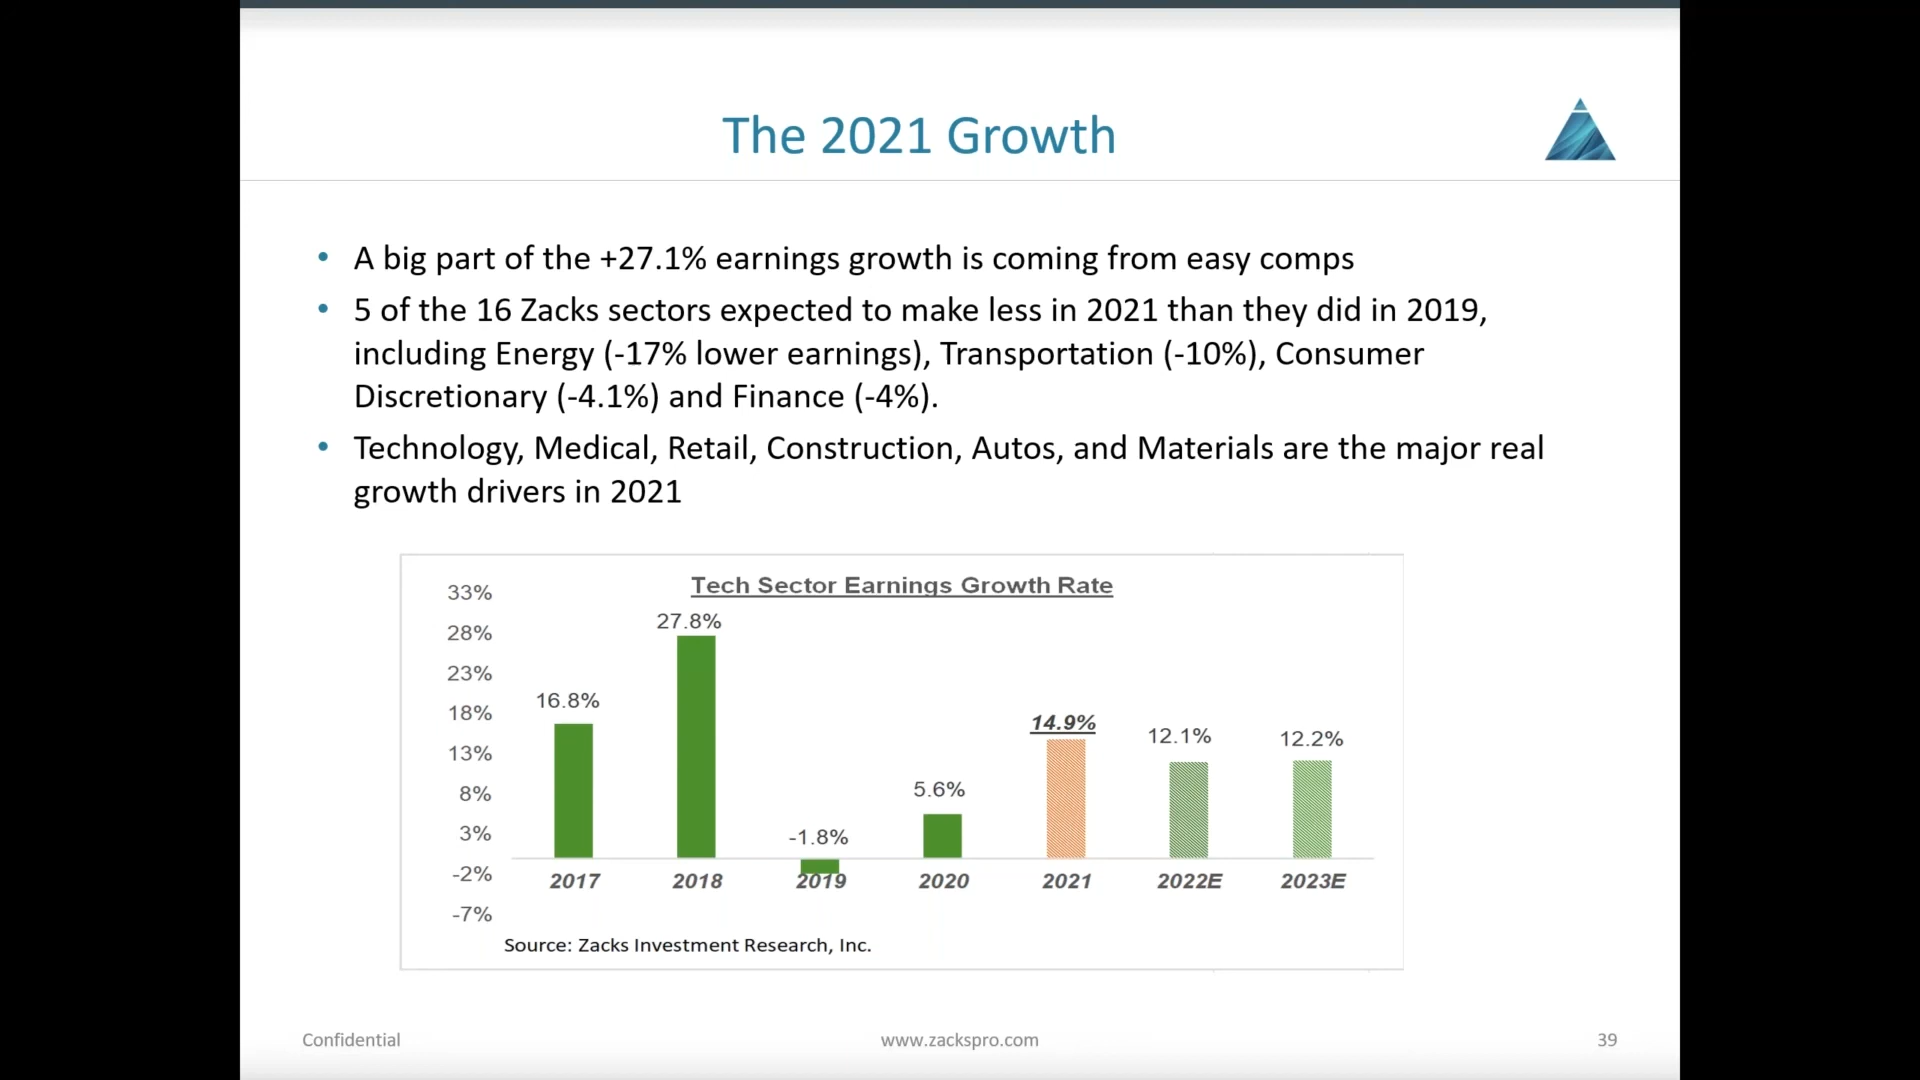 The 2021 Growth
• A big part of the +27.1% earnings growth is coming from easy comps
• 5 of the 16 Zacks sectors expected to make less in 2021 than they did in 2019,
including Energy (-17% lower earnings), Transportation (-10%), Consumer
Discretionary (-4.1%) and Finance (-4%).
• Technology, Medical, Retail, Construction, Autos, and Materials are the major real
growth drivers in 2021
Tech Sector Earnings Growth Rate
33%
28%
23%
18%
13%
8%
3%
-2%
-7%
16.8%
27.8%
-1.8%
5.6%
14.9%
12.1%
12.2%
2017 2018 2019 2020 2021 2022E 2023E
Source: Zacks Investment Research, Inc.
Confidential www.zackspro.com 39